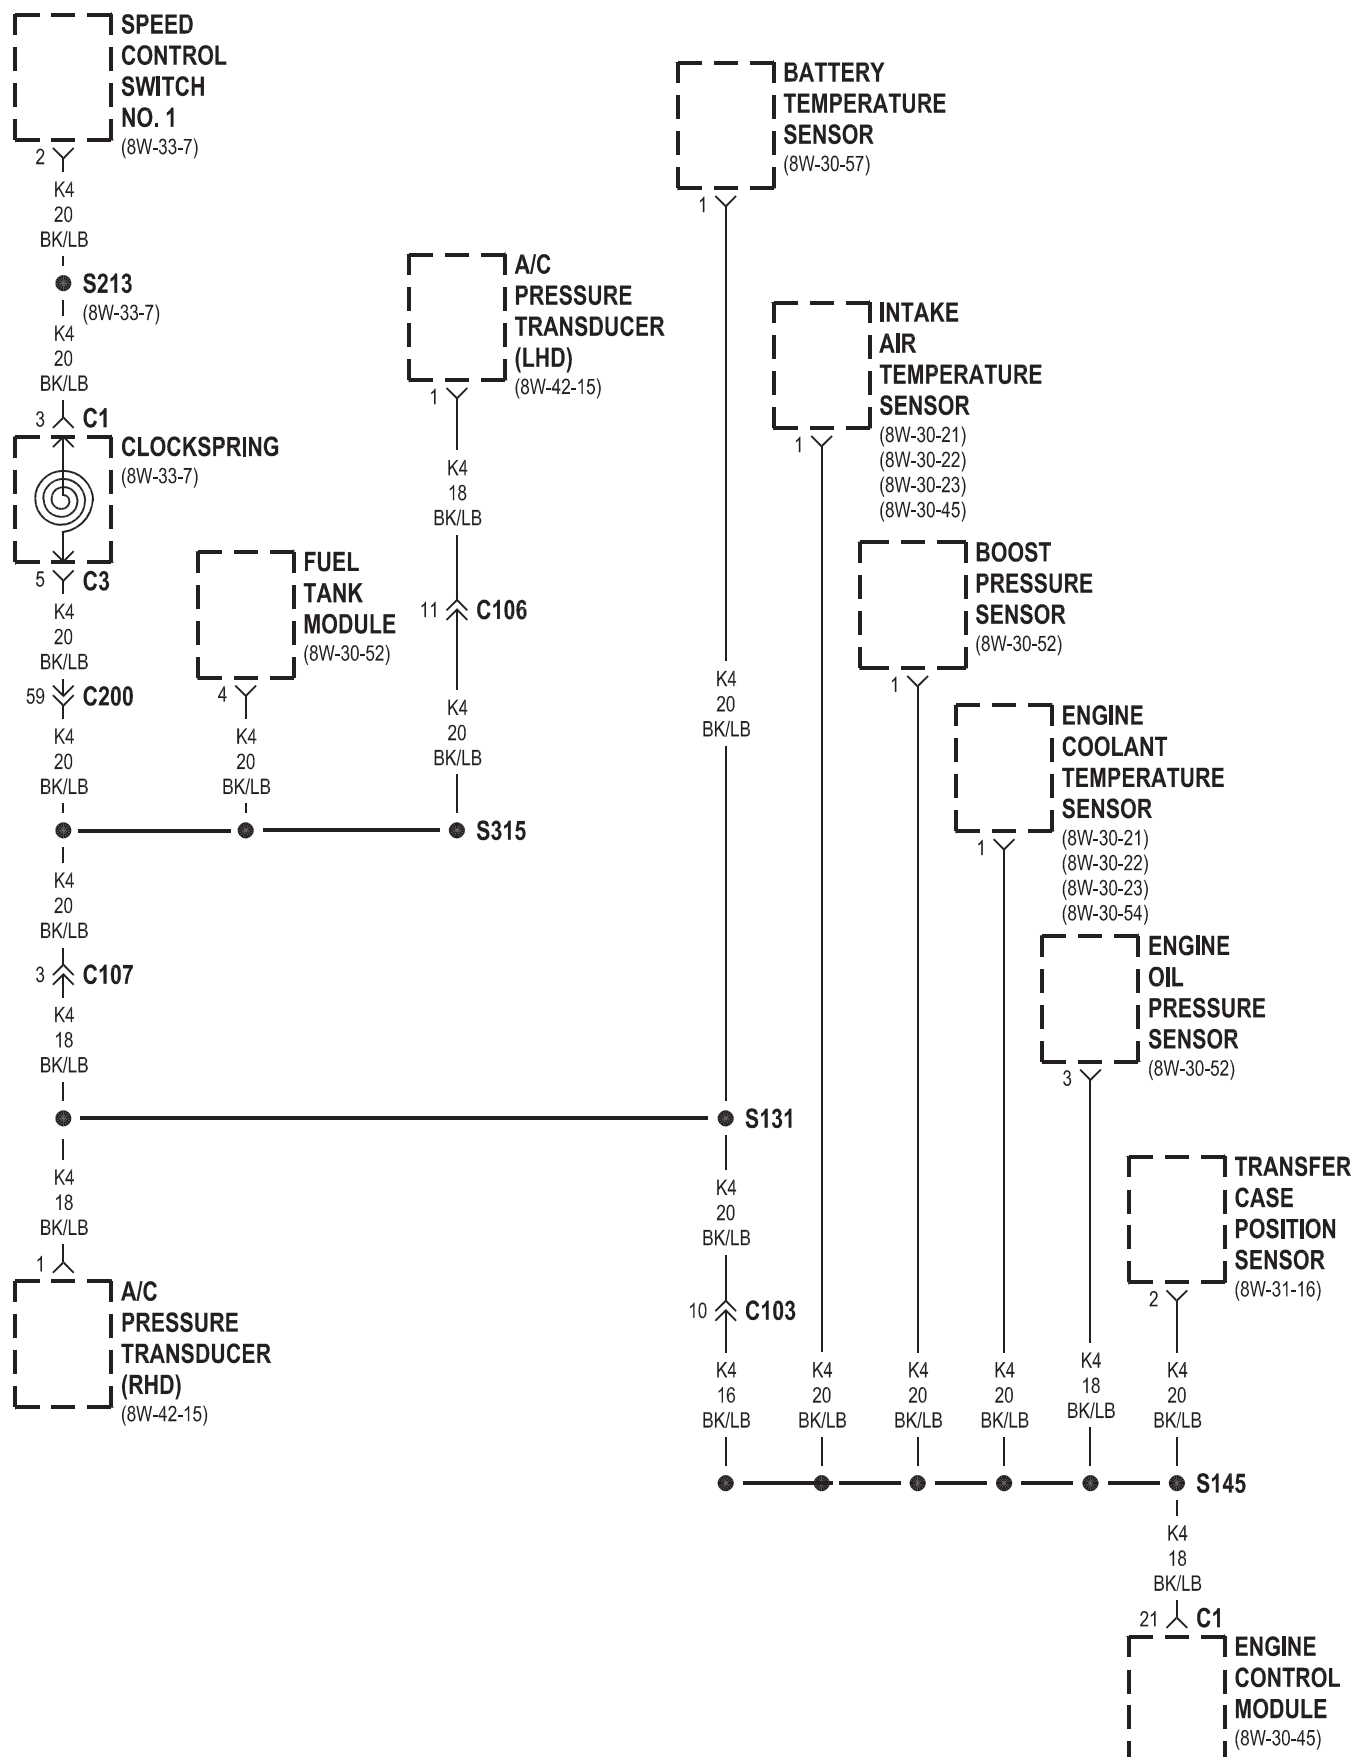 SPEED
CONTROL
SWITCH
NO. 1
(8W-33-7)
2
K4
20
BK/LB
S213
(8W-33-7)
K4
20
BK/LB
3
C1
CLOCKSPRING
(8W-33-7)
5
C3
K4
20
BK/LB
59
C200
K4
20
BK/LB
FUEL
TANK
MODULE
(8W-30-52)
4
K4
20
BK/LB
A/C
PRESSURE
TRANSDUCER
(LHD)
(8W-42-15)
1
K4
18
BK/LB
11
C106
K4
20
BK/LB
S315
K4
20
BK/LB
3
C107
K4
18
BK/LB
K4
18
BK/LB
1
A/C
PRESSURE
TRANSDUCER
(RHD)
(8W-42-15)
BATTERY
TEMPERATURE
SENSOR
(8W-30-57)
1
K4
20
BK/LB
S131
K4
20
BK/LB
10
C103
K4
16
BK/LB
INTAKE
AIR
TEMPERATURE
SENSOR
(8W-30-21)
(8W-30-22)
(8W-30-23)
(8W-30-45)
1
K4
20
BK/LB
BOOST
PRESSURE
SENSOR
(8W-30-52)
1
K4
20
BK/LB
ENGINE
COOLANT
TEMPERATURE
SENSOR
(8W-30-21)
(8W-30-22)
(8W-30-23)
(8W-30-54)
1
K4
20
BK/LB
ENGINE
OIL
PRESSURE
SENSOR
(8W-30-52)
3
K4
18
BK/LB
TRANSFER
CASE
POSITION
SENSOR
(8W-31-16)
2
K4
20
BK/LB
S145
K4
18
BK/LB
21
C1
ENGINE
CONTROL
MODULE
(8W-30-45)